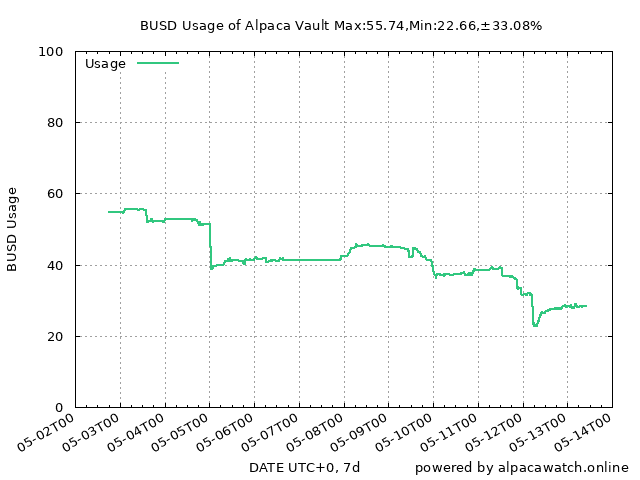 BUSD Usage of Alpaca Vault Max:55.74,Min:22.66,±33.08%
Usage
100
80
60
40
20
0
BUSD Usage
05-02T00
05-03T00
05-04T00
05-05T00
05-06T00
05-07T00
05-08T00
05-09T00
05-10T00
05-11T00
05-12T00
05-13T00
05-14T00
DATE UTC+0, 7d
powered by alpacawatch.online